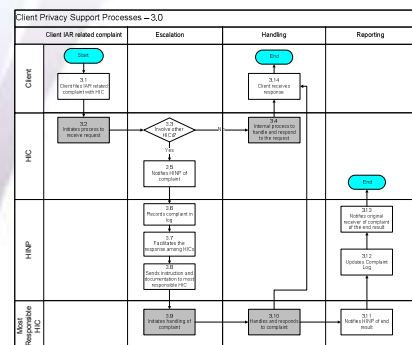 Client Privacy Support Processes – 3.0
Client IAR related complaint
Escalation
Handling
Reporting
Client
Start
3.1
Client files IAR related
complaint with HIC
End
3.14
Client receives
response
HIC
3.2
Initiates process to
receive request
3.3
Involve other
HICs?
No
3.4
Internal process to
handle and respond
to the request
Yes
3.5
Notifies HINP of
complaint
End
HINP
3.6
Records complaint in
log
3.7
Facilitates the
response among HICs
3.8
Sends instruction and
documentation to most
responsible HIC
3.13
Notifies original
receiver of complaint
of the end result
3.12
Updates Complaint
Log
Most
Responsible
HIC
3.9
Initiates handling of
complaint
3.10
Handles and responds
to complaint
3.11
Notifies HINP of end
result